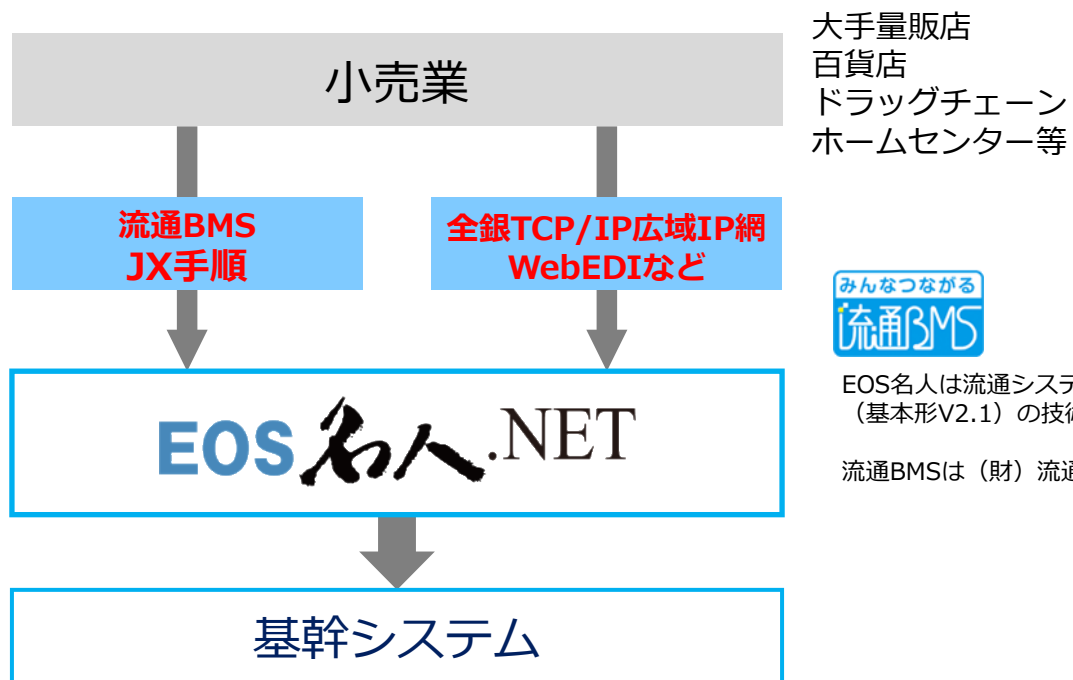 小売業
大手量販店
百貨店
ドラッグチェーン
ホームセンター等
流通BMS
JX手順
全銀TCP/IP広域IP網
WebEDIなど
みんなつながる
流通BMS
EOS名人は流通システ
（基本形V2.1）の技術
流通BMSは（財）流通
EOS名人.NET
基幹システム